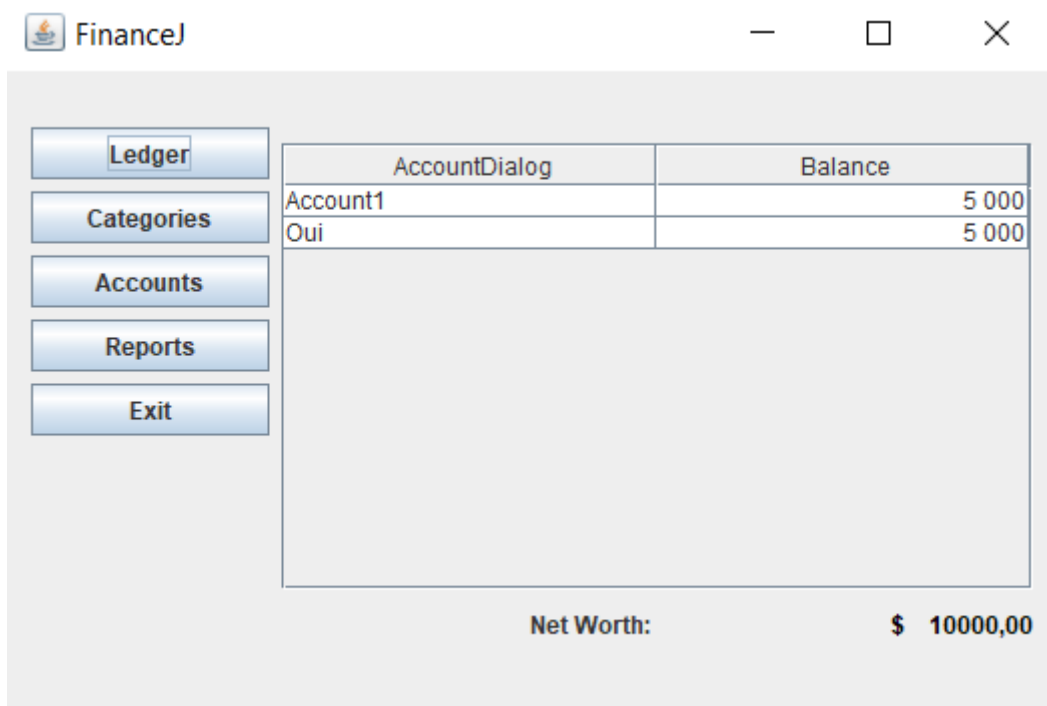 FinanceJ
Ledger
Categories
Accounts
Reports
Exit
AccountDialog Balance
Account1 5 000
Oui 5 000
Net Worth: $ 10000,00